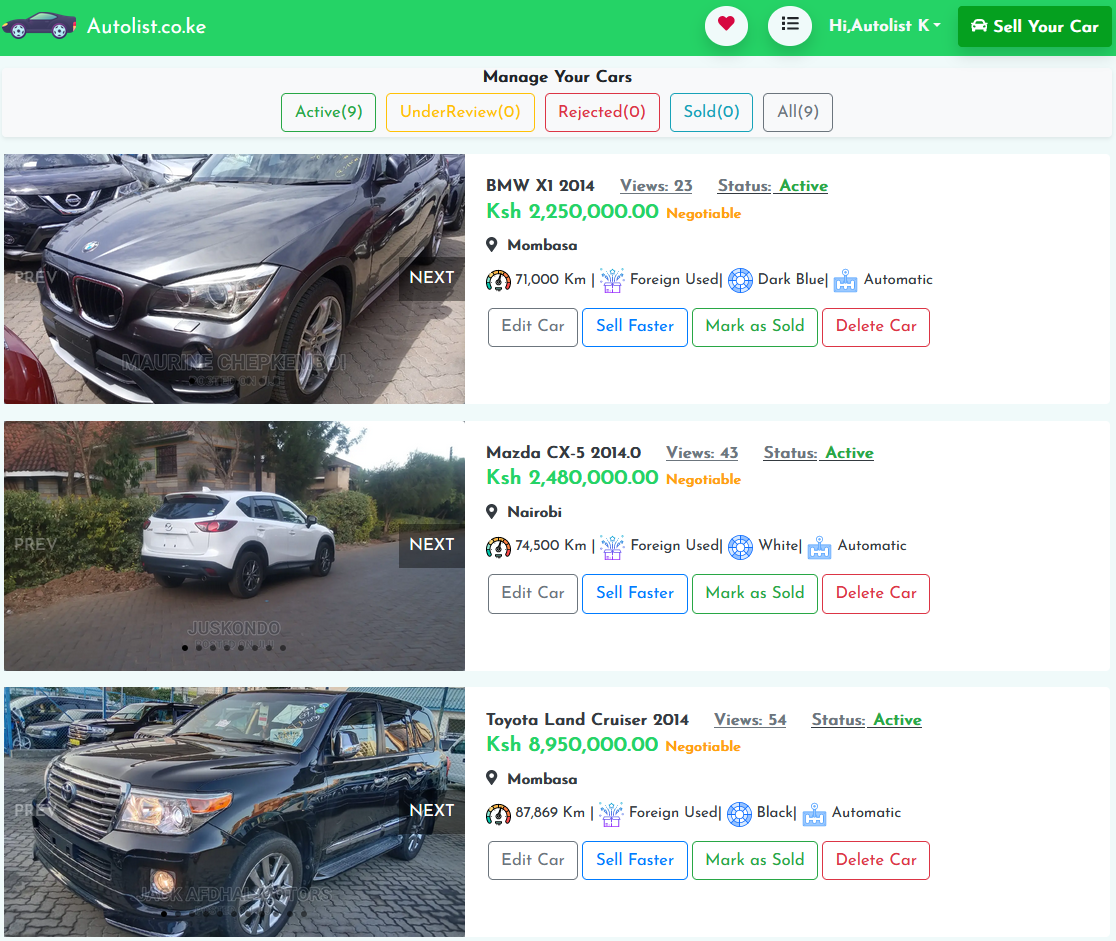 Autolist.co.ke
Hi,Autolist K
Sell Your Car
Manage Your Cars
Active(9) UnderReview(0) Rejected(0) Sold(0) All(9)
BMW X1 2014 Views: 23 Status: Active
Ksh 2,250,000.00 Negotiable
Mombasa
71,000 Km | Foreign Used| Dark Blue| Automatic
Edit Car Sell Faster Mark as Sold Delete Car
PREV NEXT
MAURINE CHEPKEMBOI
Mazda CX-5 2014.0 Views: 43 Status: Active
Ksh 2,480,000.00 Negotiable
Nairobi
74,500 Km | Foreign Used| White| Automatic
Edit Car Sell Faster Mark as Sold Delete Car
PREV NEXT
JUSKONDO
Toyota Land Cruiser 2014 Views: 54 Status: Active
Ksh 8,950,000.00 Negotiable
Mombasa
87,869 Km | Foreign Used| Black| Automatic
Edit Car Sell Faster Mark as Sold Delete Car
PREV NEXT
JACK AFDHAL MOTORS